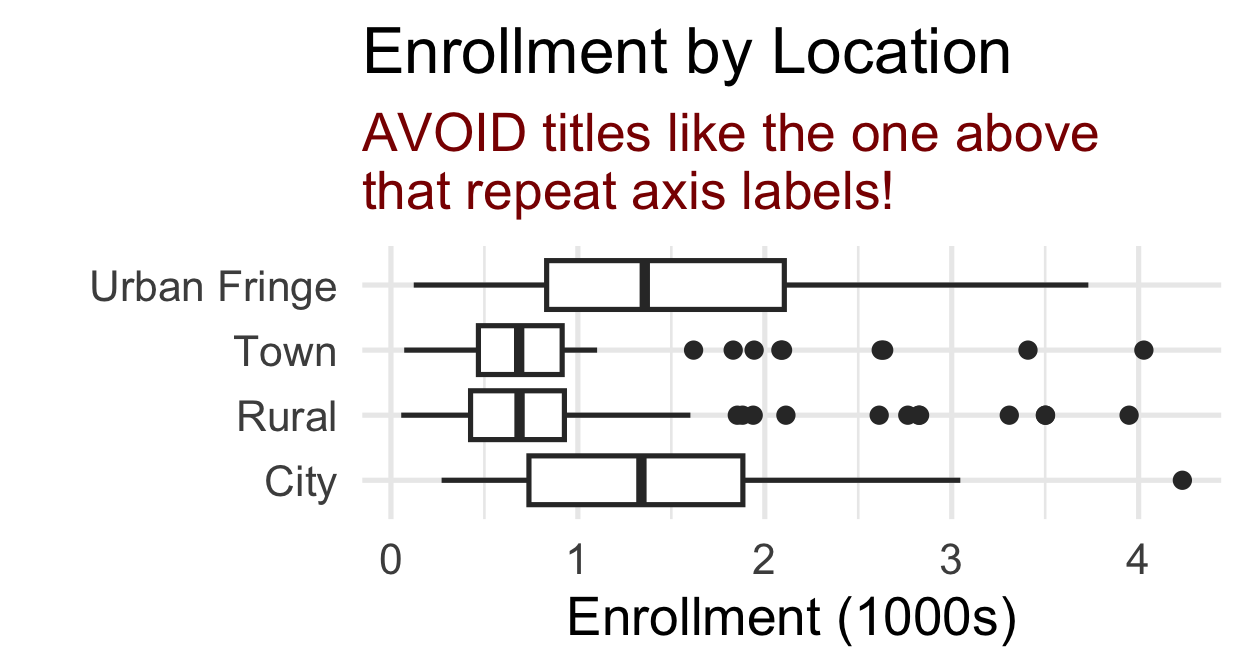 Enrollment by Location
AVOID titles like the one above
that repeat axis labels!
Urban Fringe
Town
Rural
City
0 1 2 3 4
Enrollment (1000s)